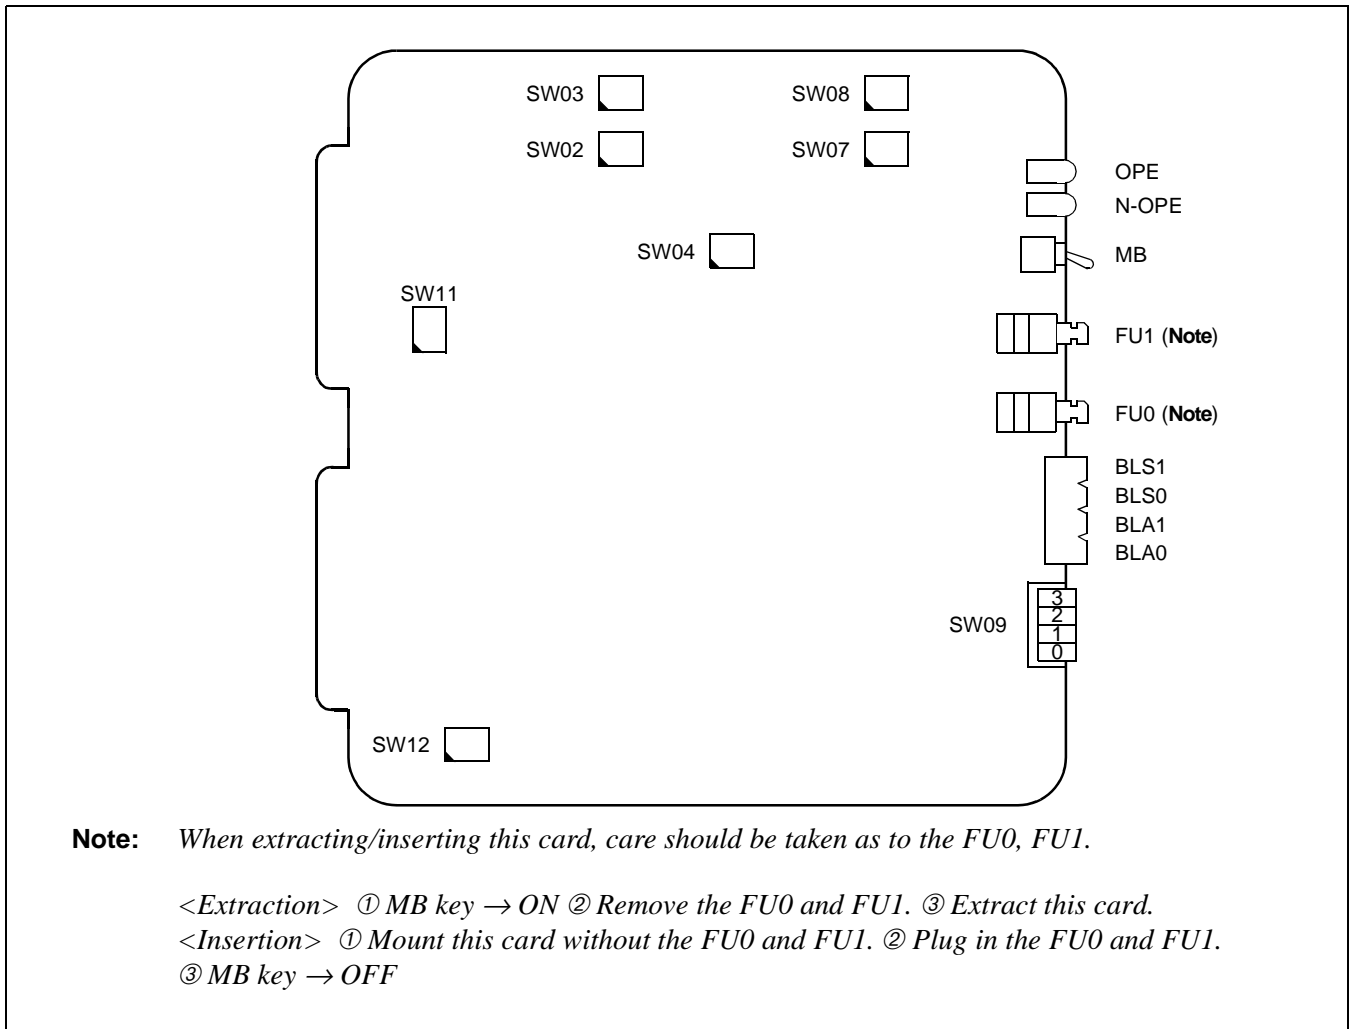 SW03
SW08
SW02
SW07
OPE
N-OPE
SW04
MB
SW11
FU1 (Note)
FU0 (Note)
BLS1
BLS0
BLA1
BLA0
SW09
3
2
1
0
SW12
Note: When extracting/inserting this card, care should be taken as to the FU0, FU1.
<Extraction> ① MB key → ON ② Remove the FU0 and FU1. ③ Extract this card.
<Insertion> ① Mount this card without the FU0 and FU1. ② Plug in the FU0 and FU1.
③ MB key → OFF